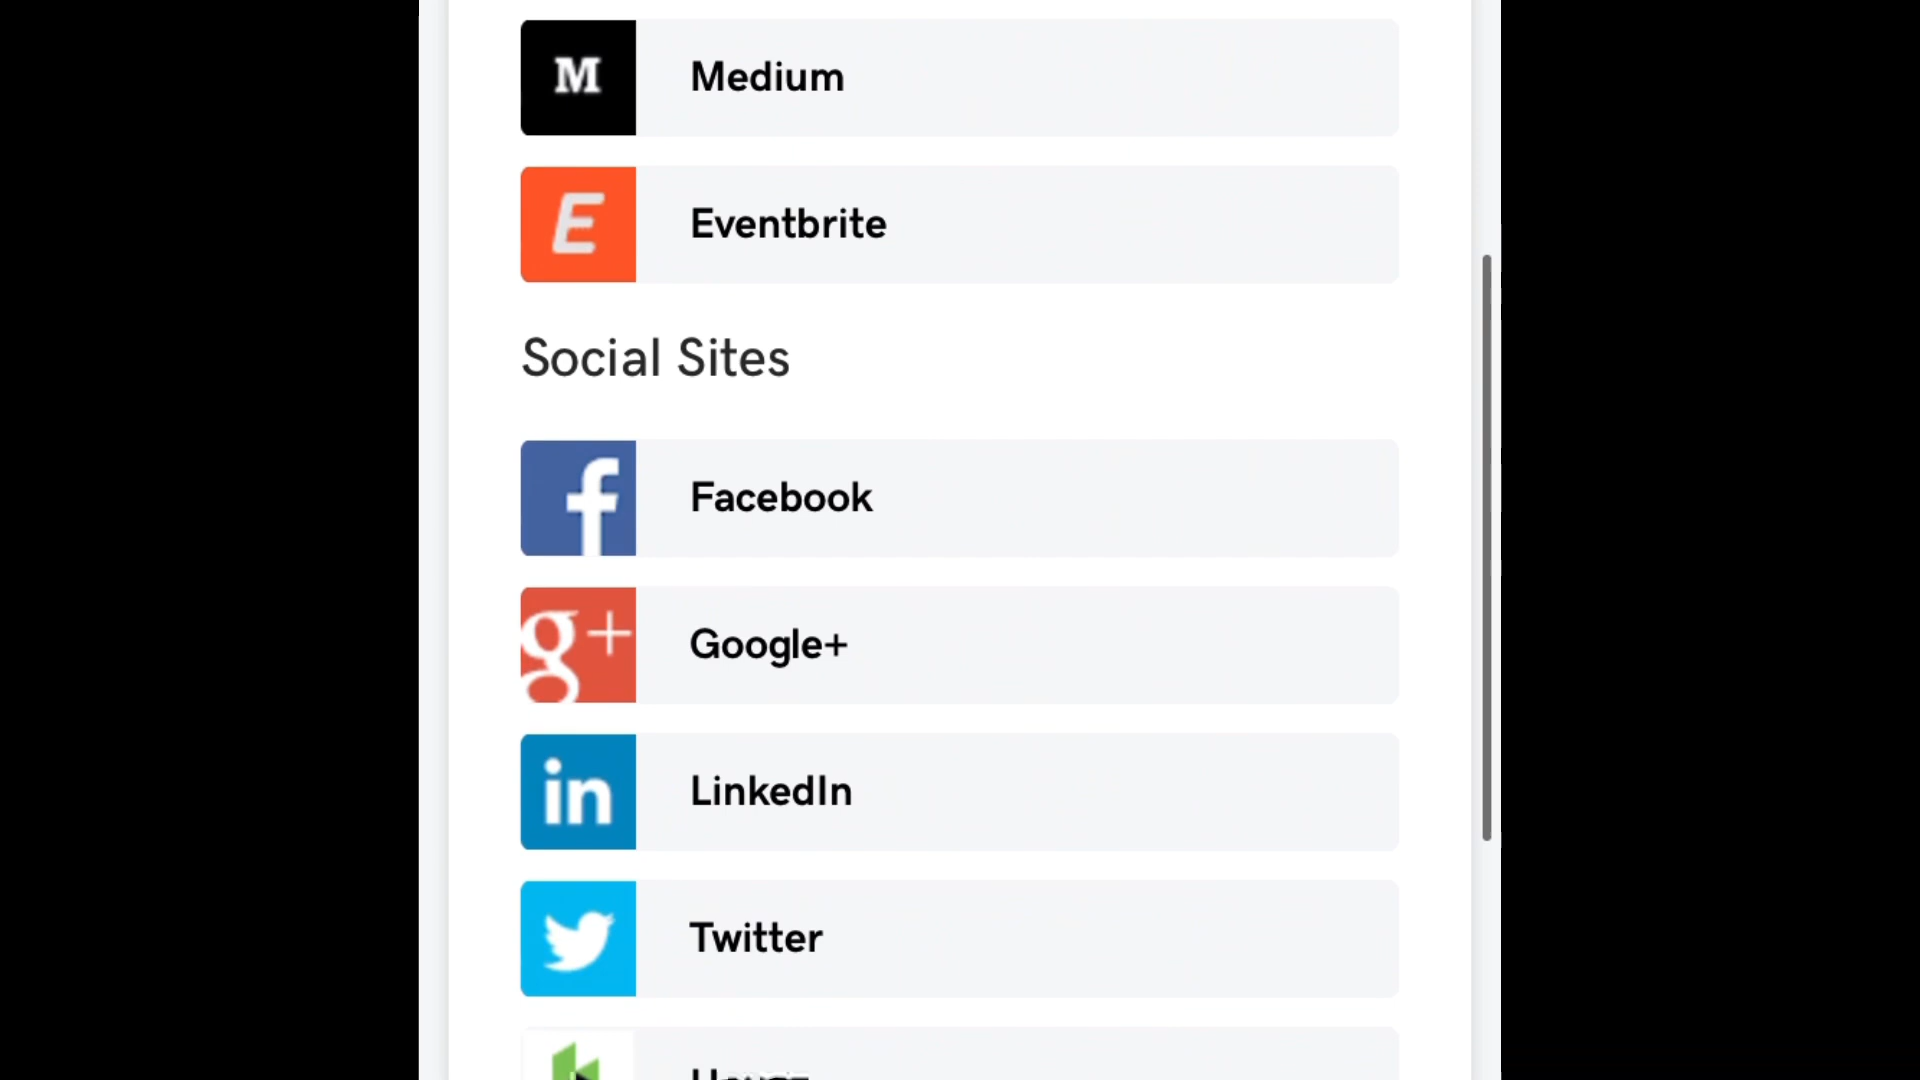 M Medium
E Eventbrite
Social Sites
f Facebook
g+ Google+
in LinkedIn
Twitter